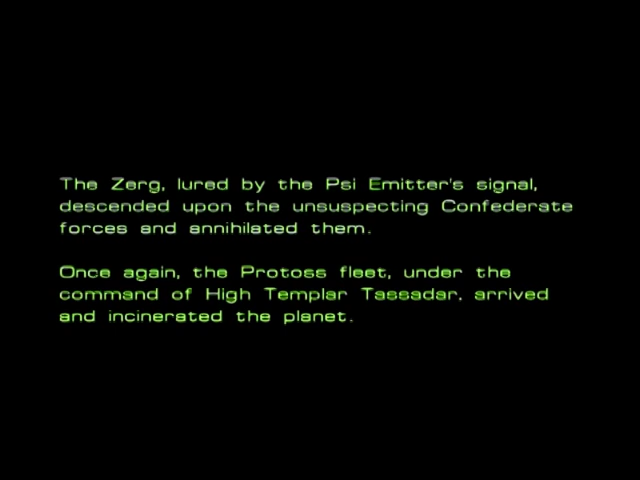 The Zerg, lured by the Psi Emitter's signal,
descended upon the unsuspecting Confederate
forces and annihilated them.
Once again, the Protoss fleet, under the
command of High Templar Tassadar, arrived
and incinerated the planet.